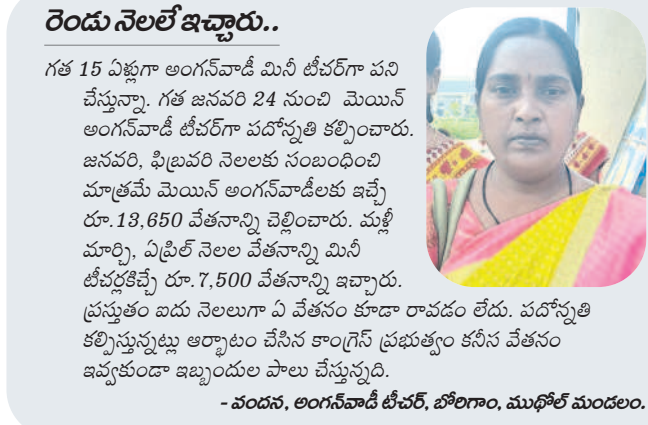 రెండు నెలలే ఇచ్చారు..
గత 15 ఏళ్లుగా అంగన్‌వాడీ మినీ టీచర్‌గా పని
చేస్తున్నా. గత జనవరి 24 నుంచి మెయిన్
అంగన్‌వాడీ టీచర్‌గా పదోన్నతి కల్పించారు.
జనవరి, ఫిబ్రవరి నెలలకు సంబంధించి
మాత్రమే మెయిన్ అంగన్‌వాడీలకు ఇచ్చే
రూ.13,650 వేతనాన్ని చెల్లించారు. మళ్లీ
మార్చి, ఏప్రిల్ నెలల వేతనాన్ని మినీ
టీచర్లకిచ్చే రూ.7,500 వేతనాన్ని ఇచ్చారు.
ప్రస్తుతం ఐదు నెలలుగా ఏ వేతనం కూడా రావడం లేదు. పదోన్నతి
కల్పిస్తున్నట్లు ఆర్భాటం చేసిన కాంగ్రెస్ ప్రభుత్వం కనీస వేతనం
ఇవ్వకుండా ఇబ్బందుల పాలు చేస్తున్నది.
- వందన, అంగన్‌వాడీ టీచర్, బోరిగాం, ముథోల్ మండలం.